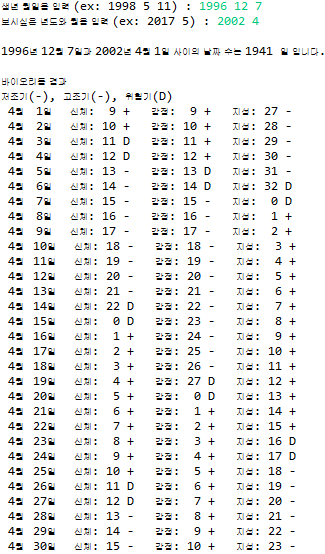 생년 월일을 입력 (ex: 1998 5 11) : 1996 12 7
보시싶은 년도와 월을 입력 (ex: 2017 5) : 2002 4
1996년 12월 7일과 2002년 4월 1일 사이의 날짜 수는 1941 일 입니다.
바이오리듬 결과
저조기(-), 고조기(-), 위험기(D)
4월 1일 신체: 9 + 감정: 9 + 지성: 27 -
4월 2일 신체: 10 + 감정: 10 + 지성: 28 -
4월 3일 신체: 11 D 감정: 11 + 지성: 29 -
4월 4일 신체: 12 D 감정: 12 + 지성: 30 -
4월 5일 신체: 13 - 감정: 13 D 지성: 31 -
4월 6일 신체: 14 - 감정: 14 D 지성: 32 D
4월 7일 신체: 15 - 감정: 15 - 지성: 0 D
4월 8일 신체: 16 - 감정: 16 - 지성: 1 +
4월 9일 신체: 17 - 감정: 17 - 지성: 2 +
4월 10일 신체: 18 - 감정: 18 - 지성: 3 +
4월 11일 신체: 19 - 감정: 19 - 지성: 4 +
4월 12일 신체: 20 - 감정: 20 - 지성: 5 +
4월 13일 신체: 21 - 감정: 21 - 지성: 6 +
4월 14일 신체: 22 D 감정: 22 - 지성: 7 +
4월 15일 신체: 0 D 감정: 23 - 지성: 8 +
4월 16일 신체: 1 + 감정: 24 - 지성: 9 +
4월 17일 신체: 2 + 감정: 25 - 지성: 10 +
4월 18일 신체: 3 + 감정: 26 - 지성: 11 +
4월 19일 신체: 4 + 감정: 27 D 지성: 12 +
4월 20일 신체: 5 + 감정: 0 D 지성: 13 +
4월 21일 신체: 6 + 감정: 1 + 지성: 14 +
4월 22일 신체: 7 + 감정: 2 + 지성: 15 +
4월 23일 신체: 8 + 감정: 3 + 지성: 16 D
4월 24일 신체: 9 + 감정: 4 + 지성: 17 D
4월 25일 신체: 10 + 감정: 5 + 지성: 18 -
4월 26일 신체: 11 D 감정: 6 + 지성: 19 -
4월 27일 신체: 12 D 감정: 7 + 지성: 20 -
4월 28일 신체: 13 - 감정: 8 + 지성: 21 -
4월 29일 신체: 14 - 감정: 9 + 지성: 22 -
4월 30일 신체: 15 - 감정: 10 + 지성: 23 -